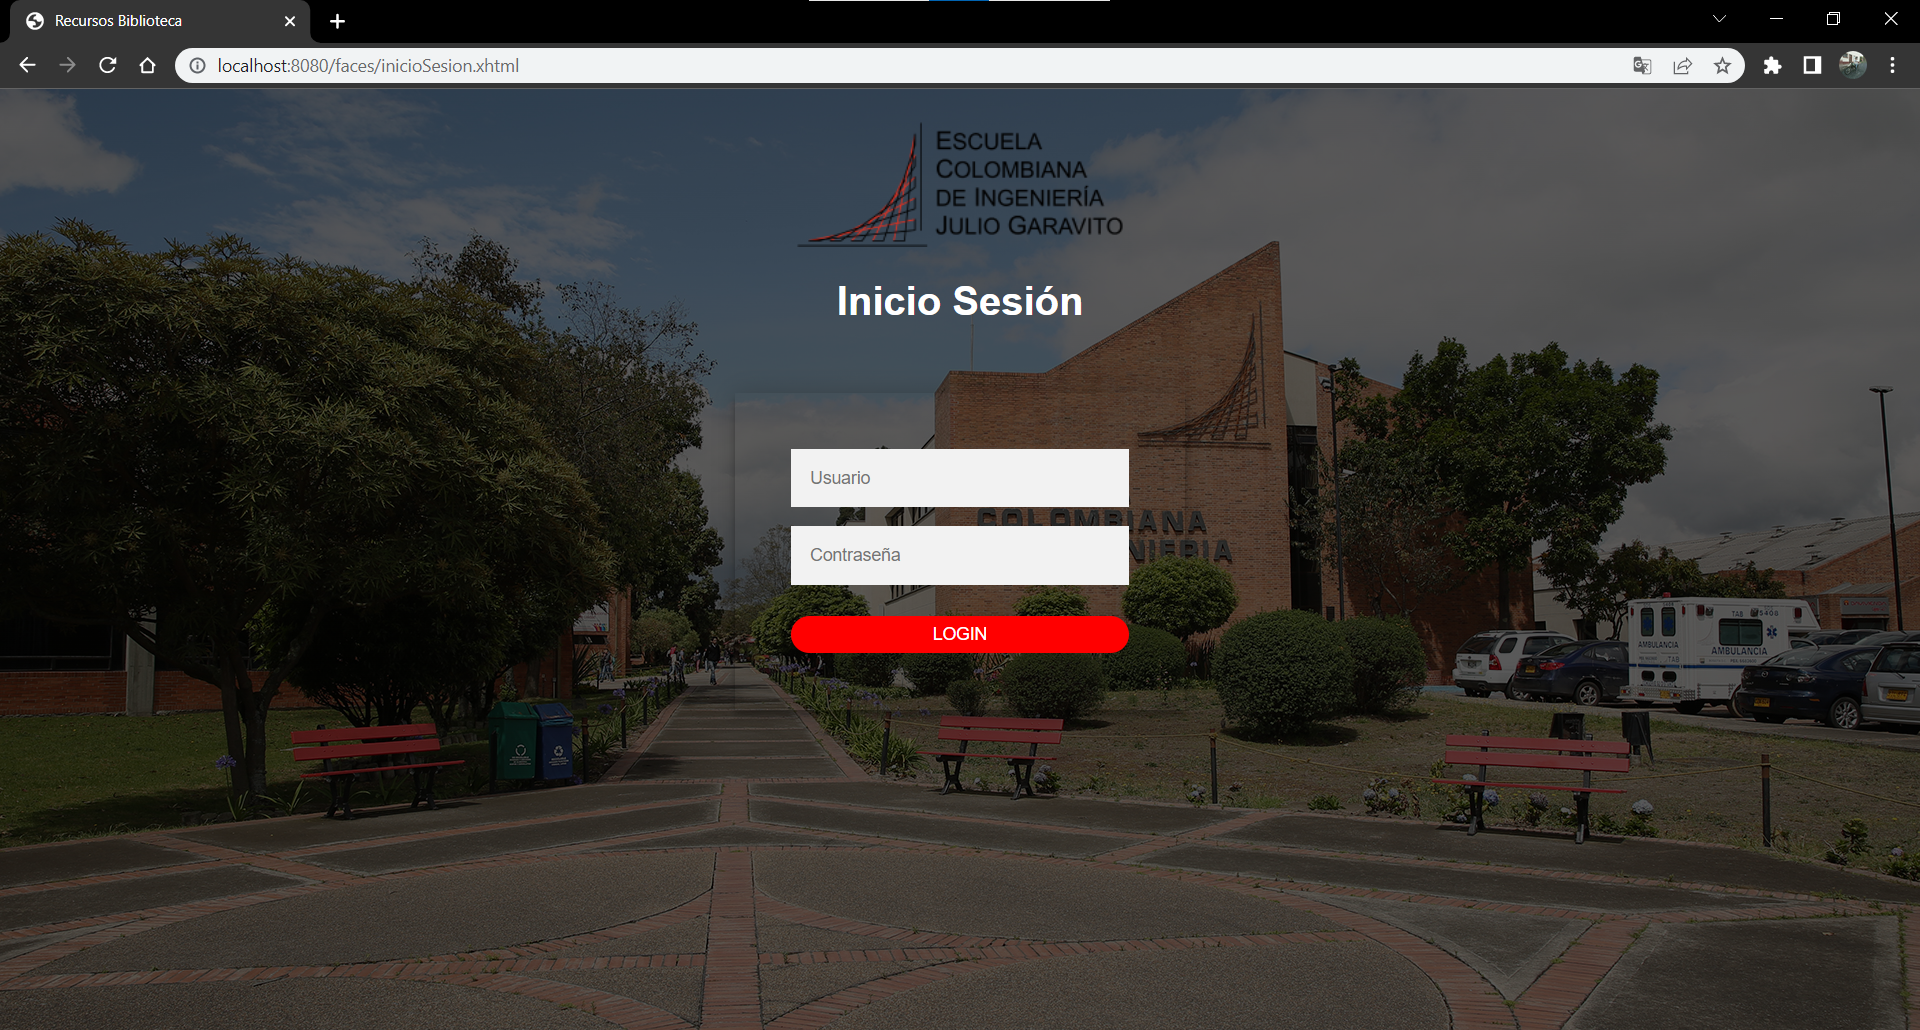 Recursos Biblioteca
localhost:8080/faces/inicioSesion.xhtml
ESCUELA
COLOMBIANA
DE INGENIERÍA
JULIO GARAVITO
Inicio Sesión
Usuario
COLOMBIANA
Contraseña
LOGIN
AMBULANCIA
AMBULANCIA